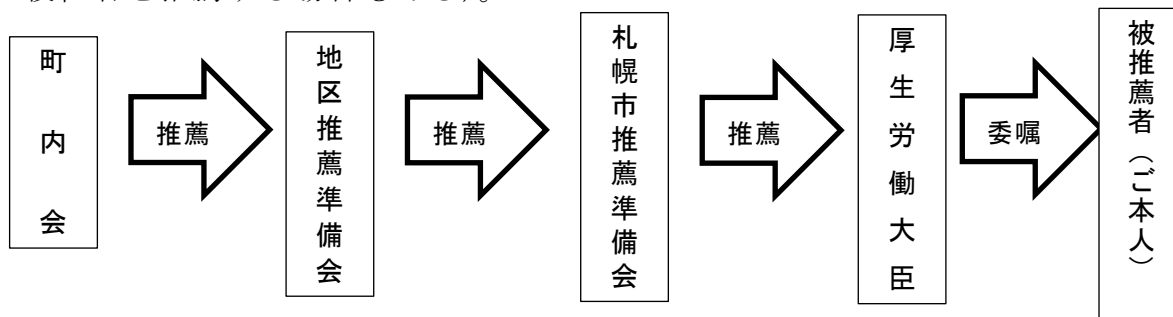 町内会
推薦
地区推薦準備会
推薦
札幌市推薦準備会
推薦
厚生労働大臣
委嘱
被推薦者（ご本人）